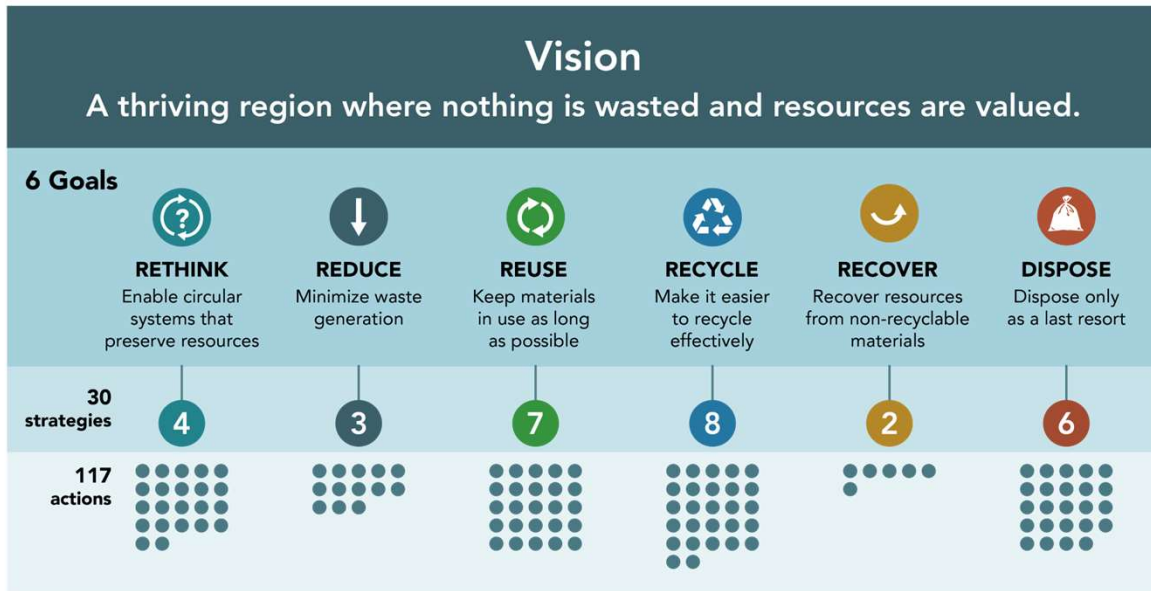 Vision
A thriving region where nothing is wasted and resources are valued.
6 Goals
?
RETHINK
Enable circular
systems that
preserve resources
REDUCE
Minimize waste
generation
REUSE
Keep materials
in use as long
as possible
RECYCLE
Make it easier
to recycle
effectively
RECOVER
Recover resources
from non-recyclable
materials
DISPOSE
Dispose only
as a last resort
30
strategies
4
3
7
8
2
6
117
actions